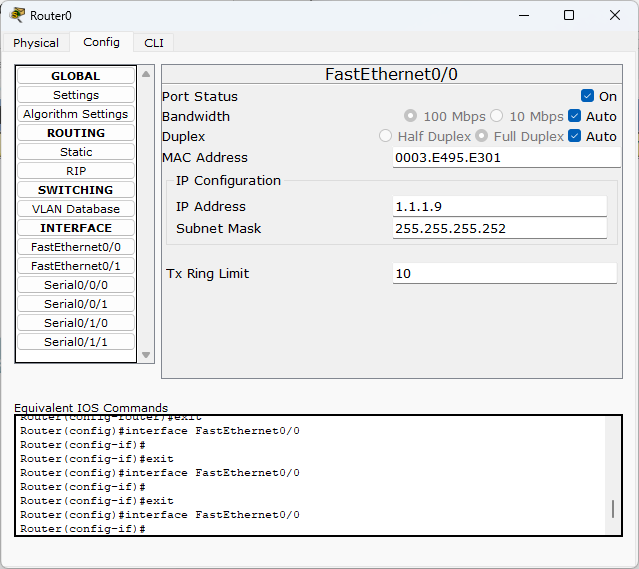 Router0
Physical Config CLI
GLOBAL
Settings
Algorithm Settings
ROUTING
Static
RIP
SWITCHING
VLAN Database
INTERFACE
FastEthernet0/0
FastEthernet0/1
Serial0/0/0
Serial0/0/1
Serial0/1/0
Serial0/1/1
FastEthernet0/0
Port Status On
Bandwidth 100 Mbps 10 Mbps Auto
Duplex Half Duplex Full Duplex Auto
MAC Address 0003.E495.E301
IP Configuration
IP Address 1.1.1.9
Subnet Mask 255.255.255.252
Tx Ring Limit 10
Equivalent IOS Commands
Router(config-router)#exit
Router(config)#interface FastEthernet0/0
Router(config-if)#
Router(config-if)#exit
Router(config)#interface FastEthernet0/0
Router(config-if)#
Router(config-if)#exit
Router(config)#interface FastEthernet0/0
Router(config-if)#